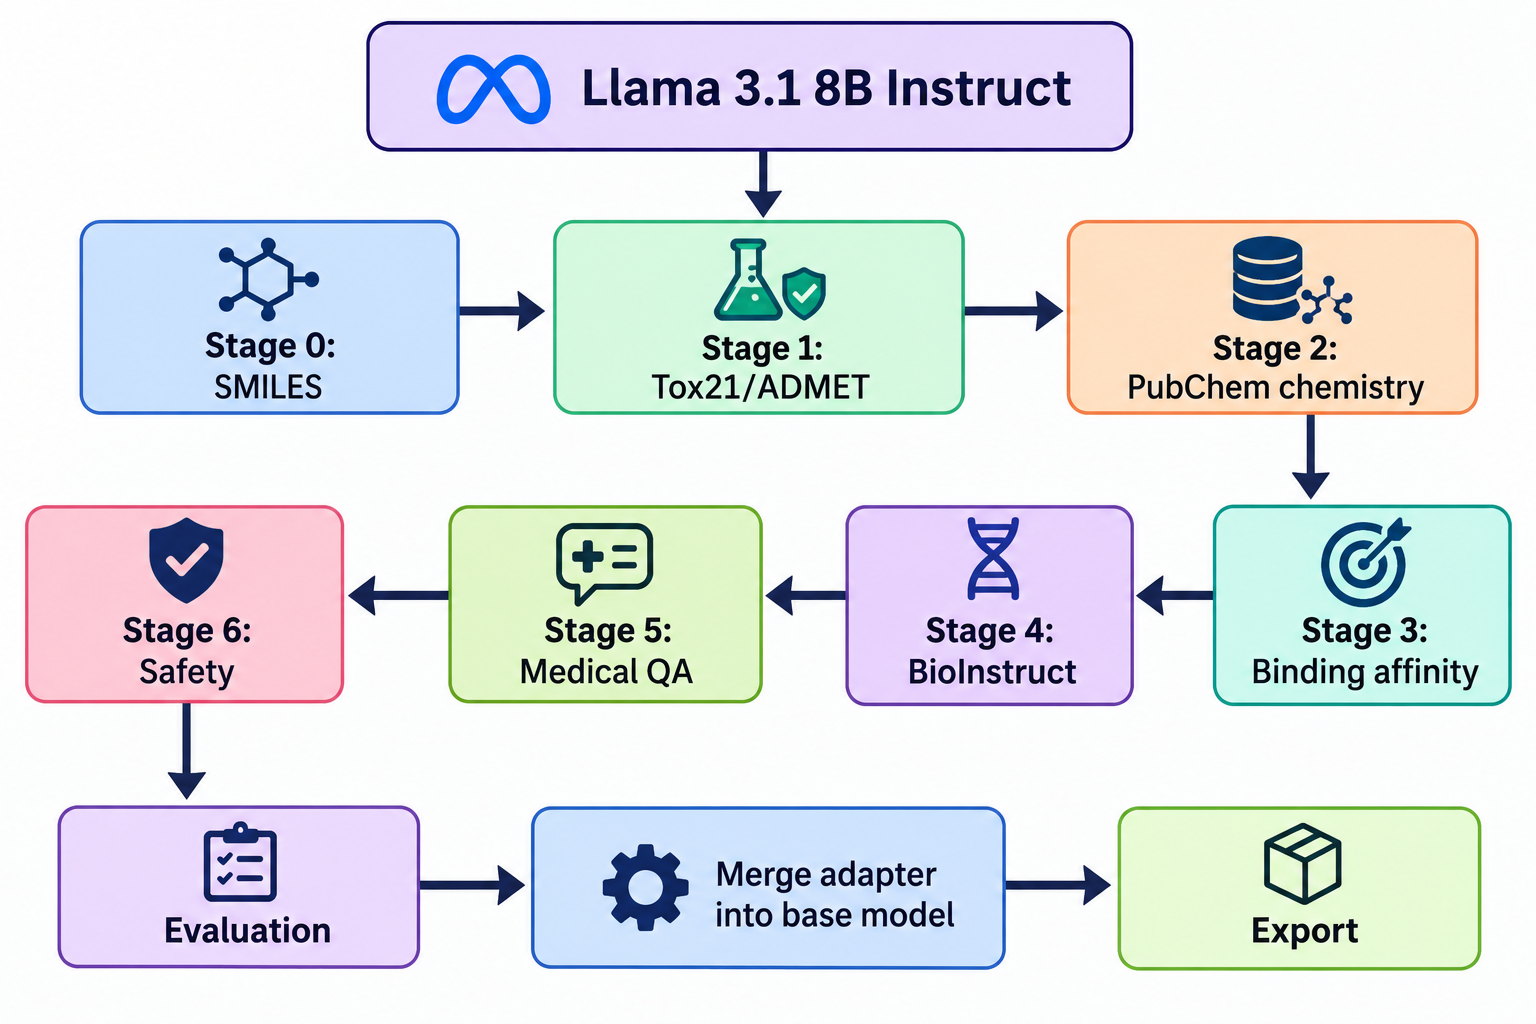 Llama 3.1 8B Instruct
Stage 0:
SMILES
Stage 1:
Tox21/ADMET
Stage 2:
PubChem chemistry
Stage 6:
Safety
Stage 5:
Medical QA
Stage 4:
BioInstruct
Stage 3:
Binding affinity
Evaluation
Merge adapter
into base model
Export